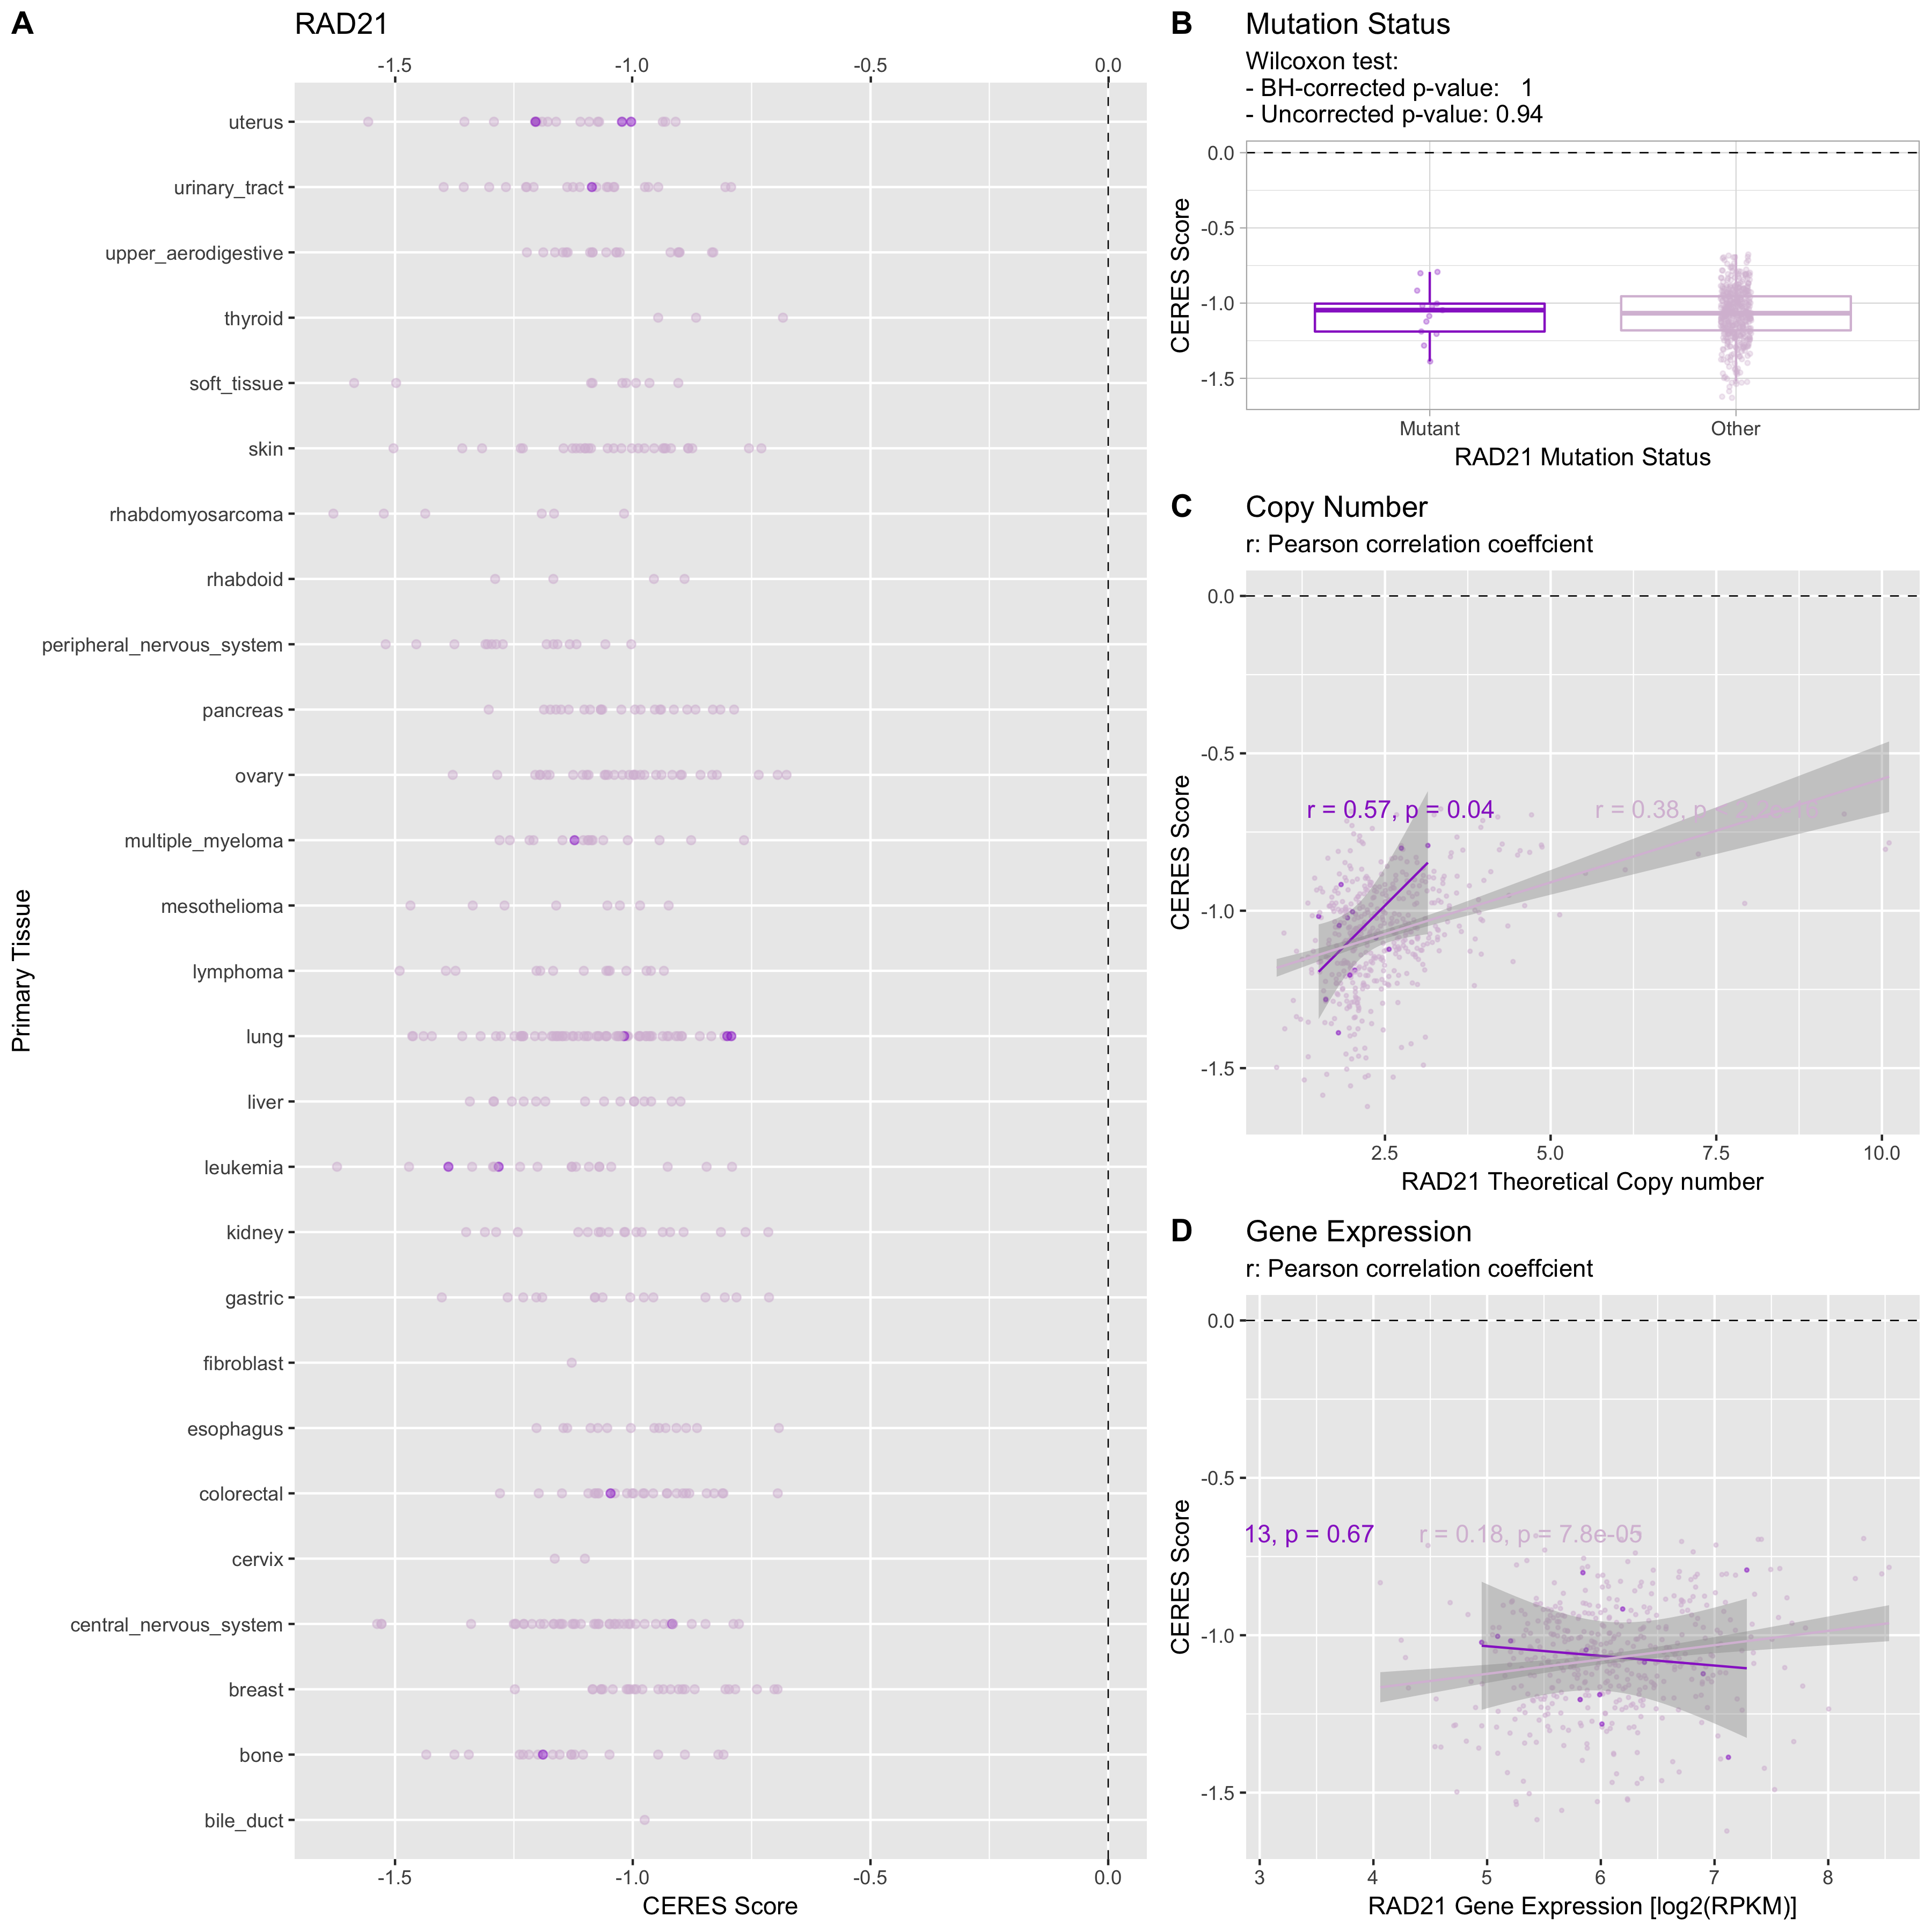 A
RAD21
-1.5 -1.0 -0.5 0.0
Primary Tissue
uterus
urinary_tract
upper_aerodigestive
thyroid
soft_tissue
skin
rhabdomyosarcoma
rhabdoid
peripheral_nervous_system
pancreas
ovary
multiple_myeloma
mesothelioma
lymphoma
lung
liver
leukemia
kidney
gastric
fibroblast
esophagus
colorectal
cervix
central_nervous_system
breast
bone
bile_duct
-1.5 -1.0 -0.5 0.0
CERES Score
B
Mutation Status
Wilcoxon test:
- BH-corrected p-value: 1
- Uncorrected p-value: 0.94
CERES Score
0.0
-0.5
-1.0
-1.5
Mutant Other
RAD21 Mutation Status
C
Copy Number
r: Pearson correlation coeffcient
CERES Score
0.0
-0.5
r = 0.57, p = 0.04 r = 0.38, p
-1.0
-1.5
2.5 5.0 7.5 10.0
RAD21 Theoretical Copy number
D
Gene Expression
r: Pearson correlation coeffcient
CERES Score
0.0
-0.5
13, p = 0.67 r = 0.18, p = 7.8e-05
-1.0
-1.5
3 4 5 6 7 8
RAD21 Gene Expression [log2(RPKM)]